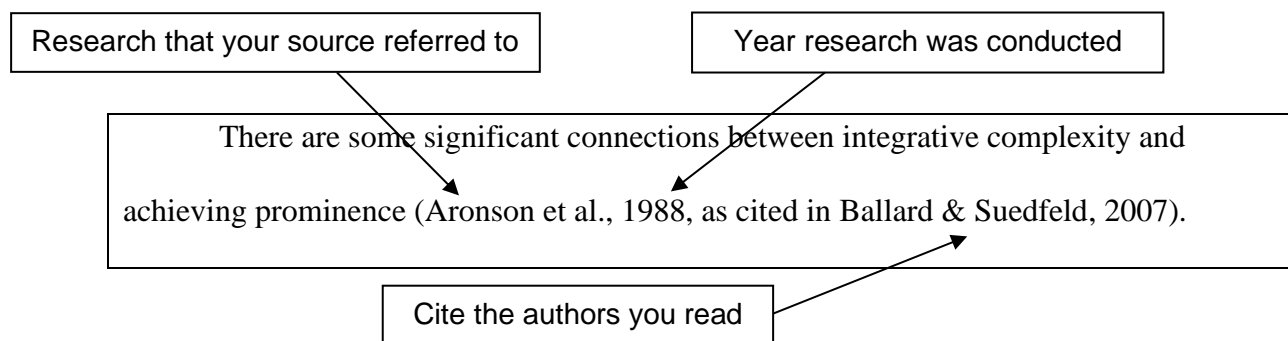 Research that your source referred to
Year research was conducted
There are some significant connections between integrative complexity and
achieving prominence (Aronson et al., 1988, as cited in Ballard & Suedfeld, 2007).
Cite the authors you read